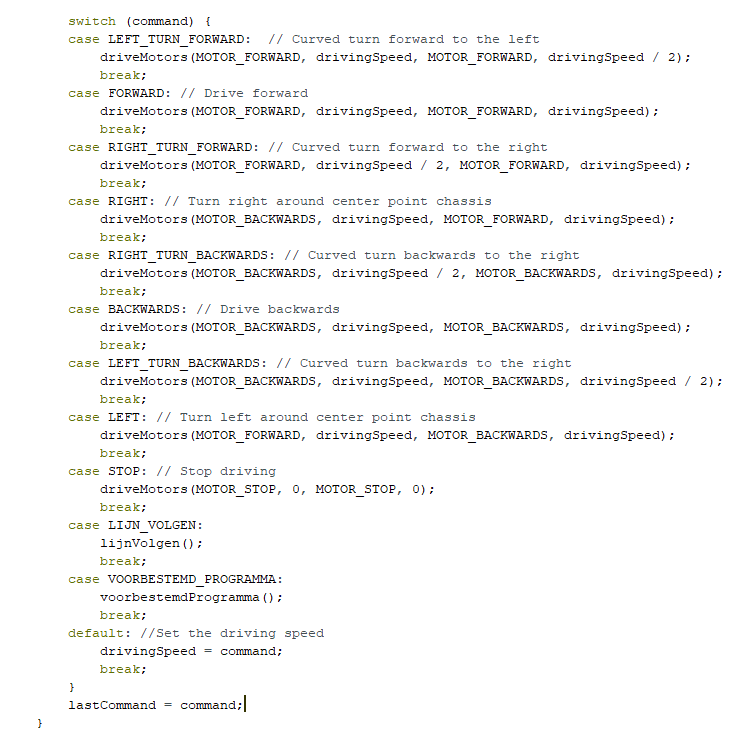 switch (command) {
case LEFT_TURN_FORWARD:  // Curved turn forward to the left
driveMotors(MOTOR_FORWARD, drivingSpeed, MOTOR_FORWARD, drivingSpeed / 2);
break;
case FORWARD: // Drive forward
driveMotors(MOTOR_FORWARD, drivingSpeed, MOTOR_FORWARD, drivingSpeed);
break;
case RIGHT_TURN_FORWARD: // Curved turn forward to the right
driveMotors(MOTOR_FORWARD, drivingSpeed / 2, MOTOR_FORWARD, drivingSpeed);
break;
case RIGHT: // Turn right around center point chassis
driveMotors(MOTOR_BACKWARDS, drivingSpeed, MOTOR_FORWARD, drivingSpeed);
break;
case RIGHT_TURN_BACKWARDS: // Curved turn backwards to the right
driveMotors(MOTOR_BACKWARDS, drivingSpeed / 2, MOTOR_BACKWARDS, drivingSpeed);
break;
case BACKWARDS: // Drive backwards
driveMotors(MOTOR_BACKWARDS, drivingSpeed, MOTOR_BACKWARDS, drivingSpeed);
break;
case LEFT_TURN_BACKWARDS: // Curved turn backwards to the right
driveMotors(MOTOR_BACKWARDS, drivingSpeed, MOTOR_BACKWARDS, drivingSpeed / 2);
break;
case LEFT: // Turn left around center point chassis
driveMotors(MOTOR_FORWARD, drivingSpeed, MOTOR_BACKWARDS, drivingSpeed);
break;
case STOP: // Stop driving
driveMotors(MOTOR_STOP, 0, MOTOR_STOP, 0);
break;
case LIJN_VOLGEN:
lijnVolgen();
break;
case VOORBESTEMD_PROGRAMMA:
voorbestemdProgramma();
break;
default: //Set the driving speed
drivingSpeed = command;
break;
}
lastCommand = command;
}